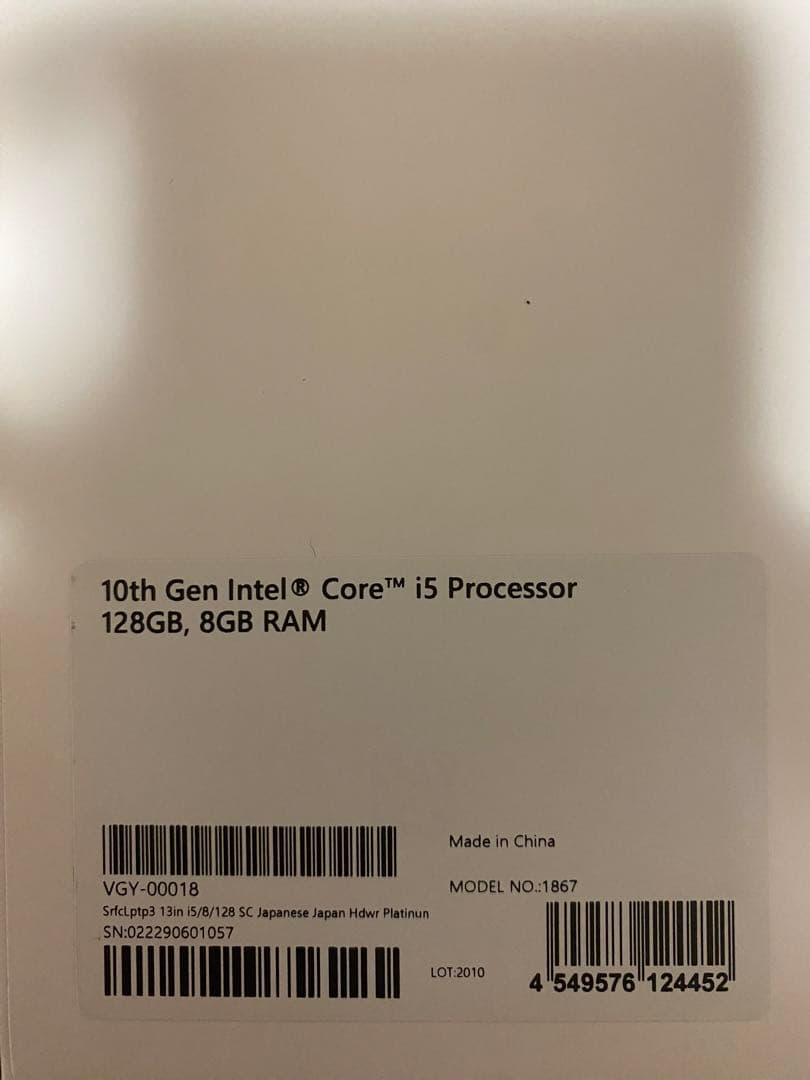 10th Gen Intel® Core™ i5 Processor
128GB, 8GB RAM
VGY-00018
SrfcLptp3 13in i5/8/128 SC Japanese Japan Hdwr Platinun
SN:022290601057
Made in China
MODEL NO.:1867
LOT:2010
4 549576 124452